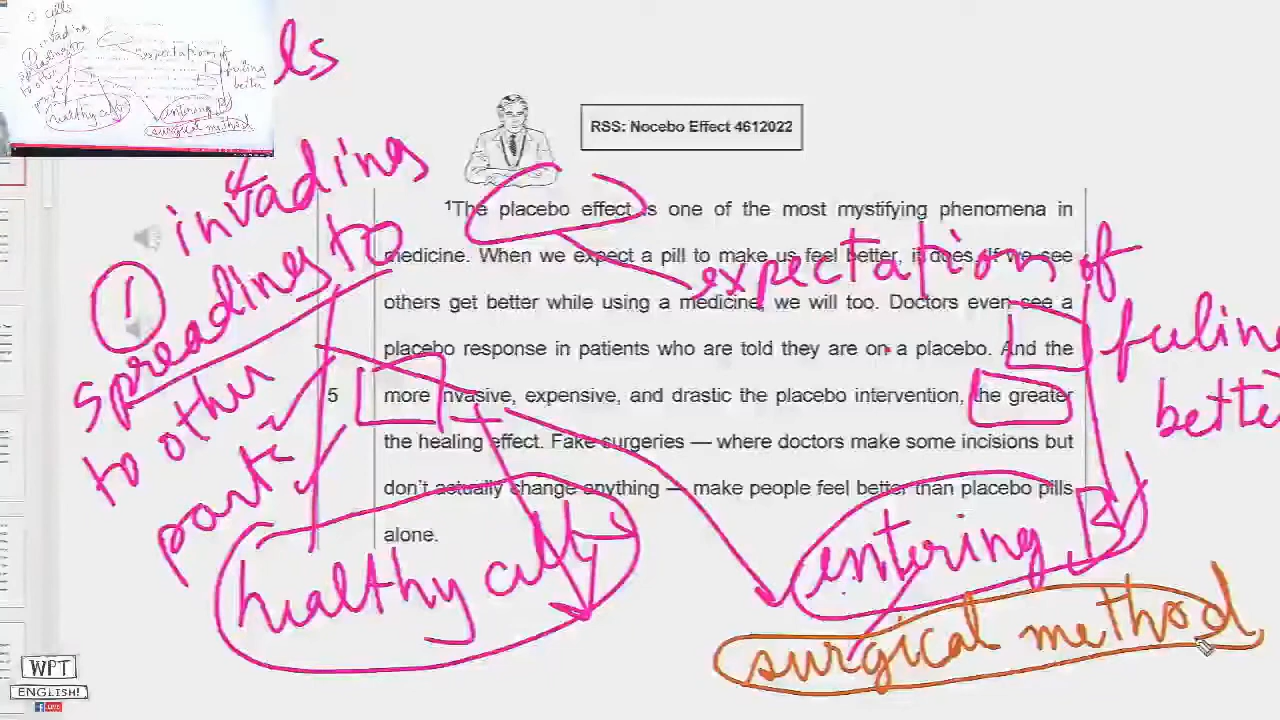 cells
ls
RSS: Nocebo Effect 4612022
invading
¹The placebo effect is one of the most mystifying phenomena in
medicine. When we expect a pill to make us feel better, it does. If we see
expectation of
others get better while using a medicine, we will too. Doctors even see a
placebo response in patients who are told they are on a placebo. And the
5 more invasive, expensive, and drastic the placebo intervention, the greater
the healing effect. Fake surgeries — where doctors make some incisions but
don't actually change anything — make people feel better than placebo pills
alone.
1
spreading to
to other
parts
better
healthy cells
entering B
surgical method
WPT
ENGLISH!
LIVE